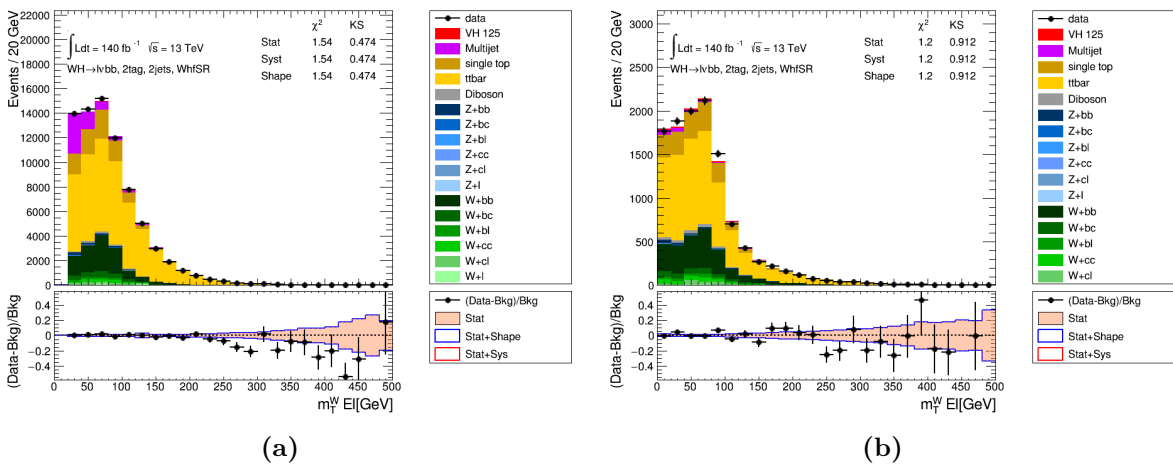 Events / 20 GeV
22000
20000
18000
16000
14000
12000
10000
8000
6000
4000
2000
0
∫ Ldt = 140 fb⁻¹ √s = 13 TeV
WH→lνbb, 2tag, 2jets, WhfSR
χ² KS
Stat 1.54 0.474
Syst 1.54 0.474
Shape 1.54 0.474
data
VH 125
Multijet
single top
ttbar
Diboson
Z+bb
Z+bc
Z+bl
Z+cc
Z+cl
Z+l
W+bb
W+bc
W+bl
W+cc
W+cl
W+l
(Data-Bkg)/Bkg
0.4
0.2
0
−0.2
−0.4
0 50 100 150 200 250 300 350 400 450 500
m_T^W El[GeV]
(Data-Bkg)/Bkg
Stat
Stat+Shape
Stat+Sys
(a)
Events / 20 GeV
3000
2500
2000
1500
1000
500
0
∫ Ldt = 140 fb⁻¹ √s = 13 TeV
WH→lνbb, 2tag, 2jets, WhfSR
χ² KS
Stat 1.2 0.912
Syst 1.2 0.912
Shape 1.2 0.912
data
VH 125
Multijet
single top
ttbar
Diboson
Z+bb
Z+bc
Z+bl
Z+cc
Z+cl
Z+l
W+bb
W+bc
W+bl
W+cc
W+cl
(Data-Bkg)/Bkg
0.4
0.2
0
−0.2
−0.4
0 50 100 150 200 250 300 350 400 450 500
m_T^W El[GeV]
(Data-Bkg)/Bkg
Stat
Stat+Shape
Stat+Sys
(b)